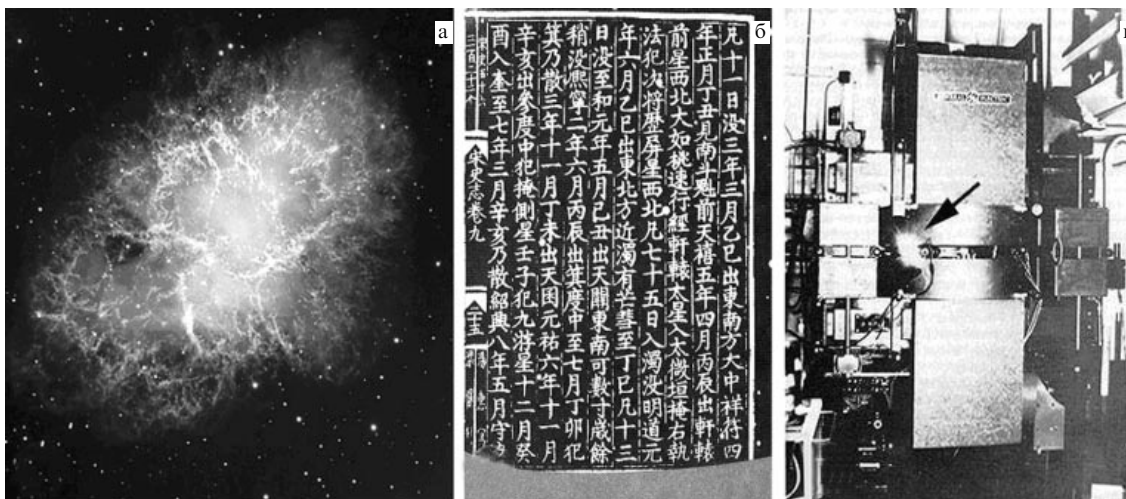 а
б
凡十一日没三年三月乙巳出東南方大中祥符四
年正月丁丑見南斗魁前天禧五年四月丙辰出軒轅
前星西北大如桃速行經軒轅太星入太微垣掩右執
法犯次將歷屏星西北凡七十五日入濁没明道元
年六月乙巳出東北方近濁有芒彗至丁巳凡十三
日没至和元年五月己丑出天關東南可數寸歲餘
稍没熙寧二年六月丙辰出箕度中至七月丁卯犯
箕乃散三年十一月丁未出天囷元祐六年十一月
辛亥出參度中犯掩側星壬子犯九游星十二月癸
酉入奎至七年三月辛亥乃散紹興八年五月守
宋史志卷九
二十五